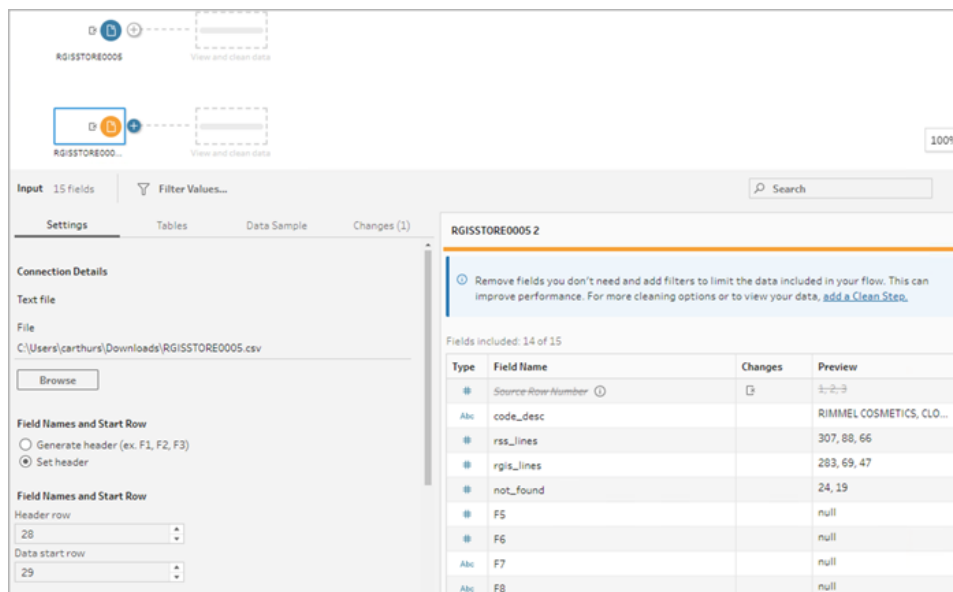 RGISSTORE0005
View and clean data
RGISSTORE000...
View and clean data
100%
Input 15 fields Filter Values... Search
Settings Tables Data Sample Changes (1)
Connection Details
Text file
File
C:\Users\carthurs\Downloads\RGISSTORE0005.csv
Browse
Field Names and Start Row
Generate header (ex. F1, F2, F3)
Set header
Field Names and Start Row
Header row
28
Data start row
29
RGISSTORE0005 2
Remove fields you don't need and add filters to limit the data included in your flow. This can
improve performance. For more cleaning options or to view your data, add a Clean Step.
Fields included: 14 of 15
Type Field Name Changes Preview
# Source Row Number 1, 2, 3
Abc code_desc RIMMEL COSMETICS, CLO...
# rss_lines 307, 88, 66
# rgis_lines 283, 69, 47
# not_found 24, 19
# F5 null
# F6 null
Abc F7 null
Abc F8 null